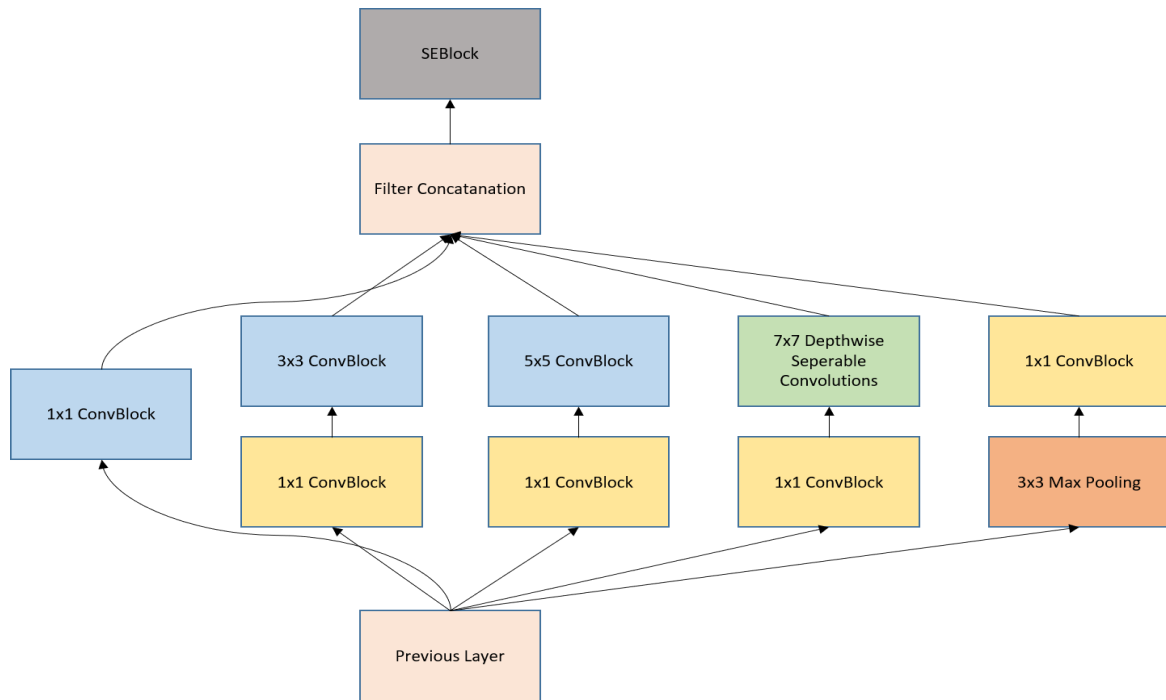 SEBlock
Filter Concatanation
3x3 ConvBlock
5x5 ConvBlock
7x7 Depthwise
Seperable
Convolutions
1x1 ConvBlock
1x1 ConvBlock
1x1 ConvBlock
1x1 ConvBlock
1x1 ConvBlock
3x3 Max Pooling
Previous Layer